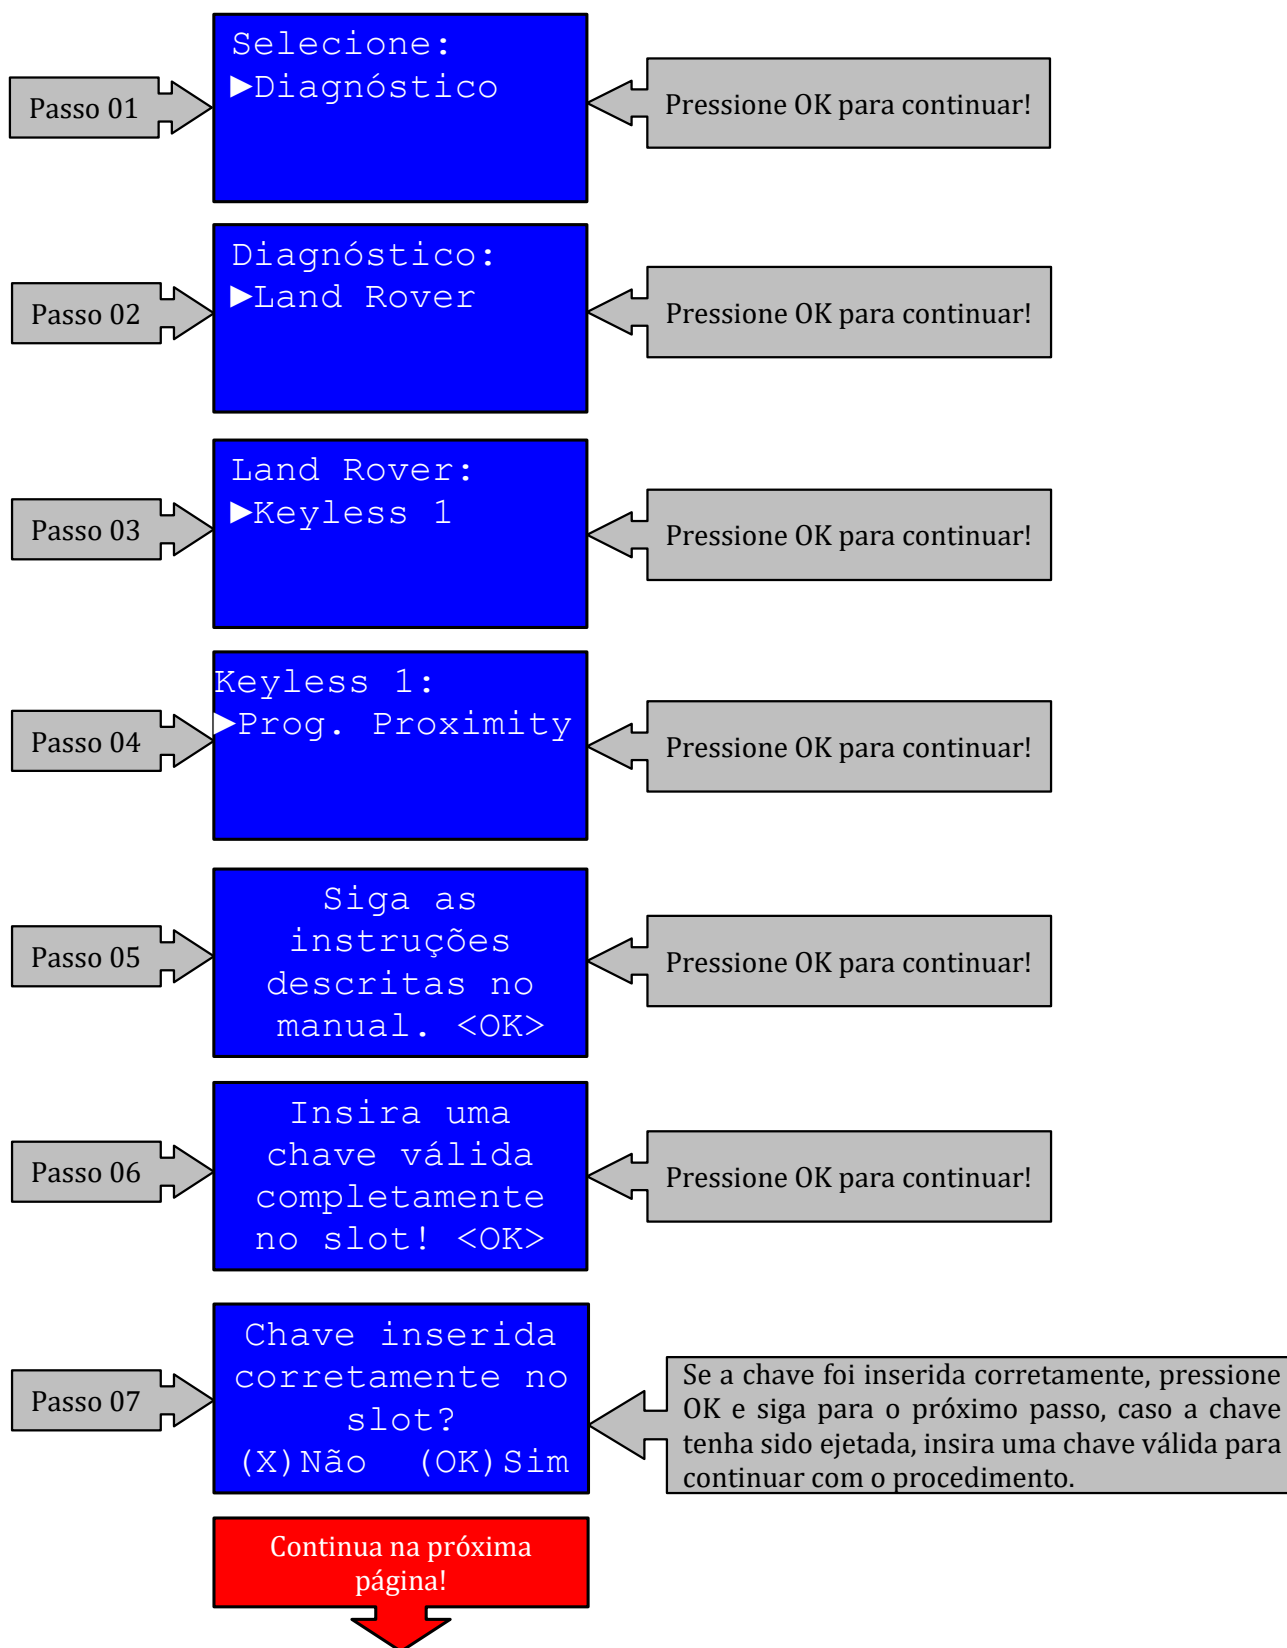 Selecione:
►Diagnóstico
Passo 01
Pressione OK para continuar!
Diagnóstico:
►Land Rover
Passo 02
Pressione OK para continuar!
Land Rover:
►Keyless 1
Passo 03
Pressione OK para continuar!
Keyless 1:
►Prog. Proximity
Passo 04
Pressione OK para continuar!
Siga as
instruções
descritas no
manual. <OK>
Passo 05
Pressione OK para continuar!
Insira uma
chave válida
completamente
no slot! <OK>
Passo 06
Pressione OK para continuar!
Chave inserida
corretamente no
slot?
(X)Não (OK)Sim
Passo 07
Se a chave foi inserida corretamente, pressione
OK e siga para o próximo passo, caso a chave
tenha sido ejetada, insira uma chave válida para
continuar com o procedimento.
Continua na próxima
página!